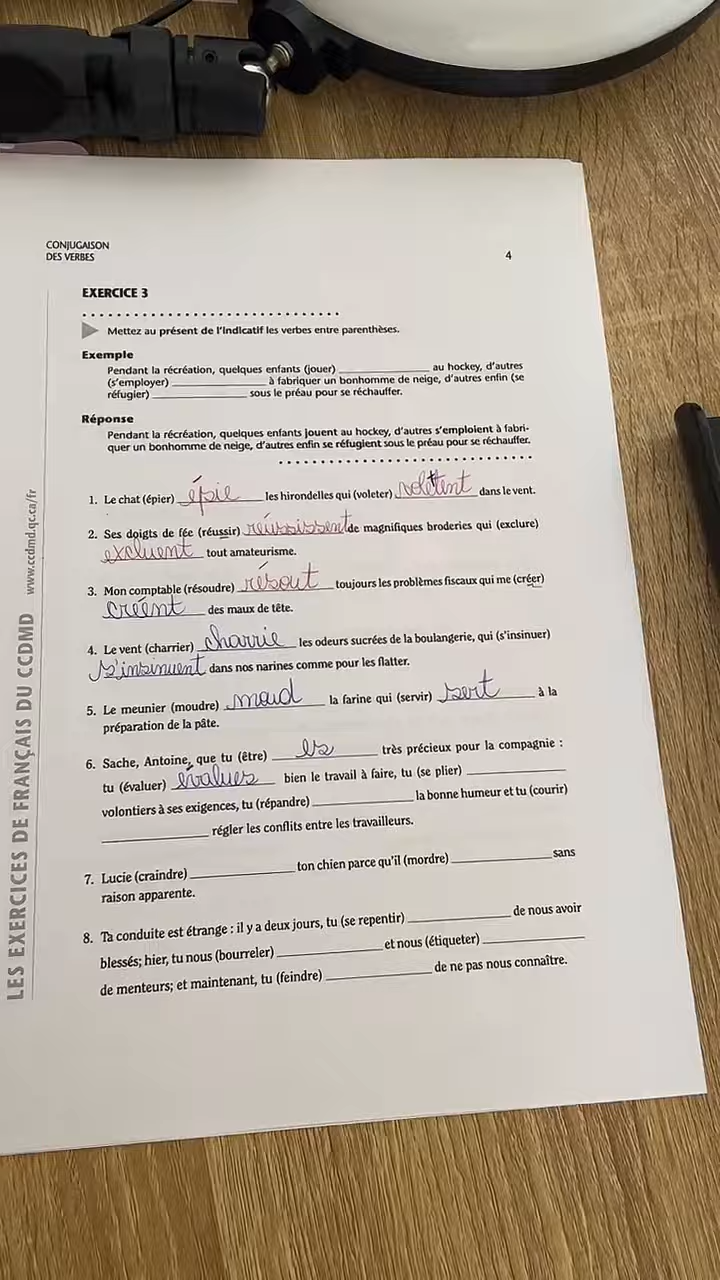 CONJUGAISON
DES VERBES
4
EXERCICE 3
Mettez au présent de l'indicatif les verbes entre parenthèses.
Exemple
Pendant la récréation, quelques enfants (jouer) ________ au hockey, d'autres
(s'employer) ________ à fabriquer un bonhomme de neige, d'autres enfin (se
réfugier) ________ sous le préau pour se réchauffer.
Réponse
Pendant la récréation, quelques enfants jouent au hockey, d'autres s'emploient à fabri-
quer un bonhomme de neige, d'autres enfin se réfugient sous le préau pour se réchauffer.
1. Le chat (épier) épie les hirondelles qui (voleter) dans le vent.
2. Ses doigts de fée (réussir) réussissent de magnifiques broderies qui (exclure)
excluent tout amateurisme.
3. Mon comptable (résoudre) résout toujours les problèmes fiscaux qui me (créer)
créent des maux de tête.
4. Le vent (charrier) charrie les odeurs sucrées de la boulangerie, qui (s'insinuer)
s'insinuent dans nos narines comme pour les flatter.
5. Le meunier (moudre) moud la farine qui (servir) sert à la
préparation de la pâte.
6. Sache, Antoine, que tu (être) es très précieux pour la compagnie :
tu (évaluer) évalues bien le travail à faire, tu (se plier) ________
volontiers à ses exigences, tu (répandre) ________ la bonne humeur et tu (courir)
________ régler les conflits entre les travailleurs.
7. Lucie (craindre) ________ ton chien parce qu'il (mordre) ________ sans
raison apparente.
8. Ta conduite est étrange : il y a deux jours, tu (se repentir) ________ de nous avoir
blessés; hier, tu nous (bourreler) ________ et nous (étiqueter) ________
de menteurs; et maintenant, tu (feindre) ________ de ne pas nous connaître.
LES EXERCICES DE FRANÇAIS DU CCDMD www.ccdmd.qc.ca/fr